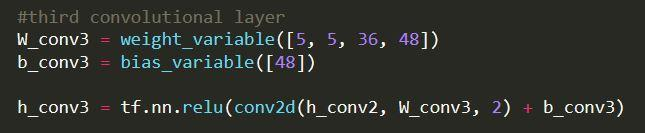 #third convolutional layer
W_conv3 = weight_variable([5, 5, 36, 48])
b_conv3 = bias_variable([48])
h_conv3 = tf.nn.relu(conv2d(h_conv2, W_conv3, 2) + b_conv3)